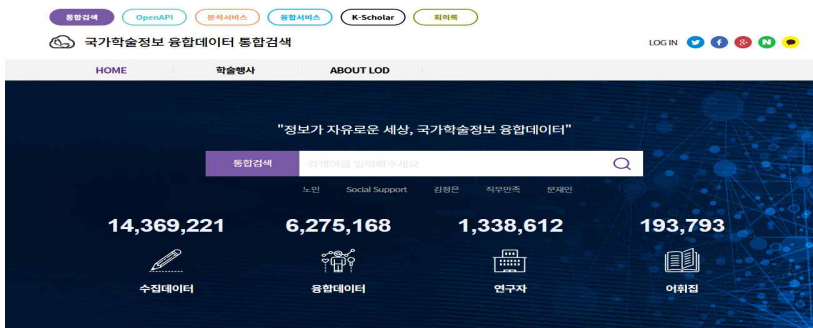 통합검색 OpenAPI 분석서비스 융합서비스 K-Scholar 회의록
국가학술정보 융합데이터 통합검색 LOG IN
HOME 학술행사 ABOUT LOD
"정보가 자유로운 세상, 국가학술정보 융합데이터"
통합검색 검색어를 입력해주세요
노인 Social Support 김정은 직무만족 문재인
14,369,221 6,275,168 1,338,612 193,793
수집데이터 융합데이터 연구자 어휘집